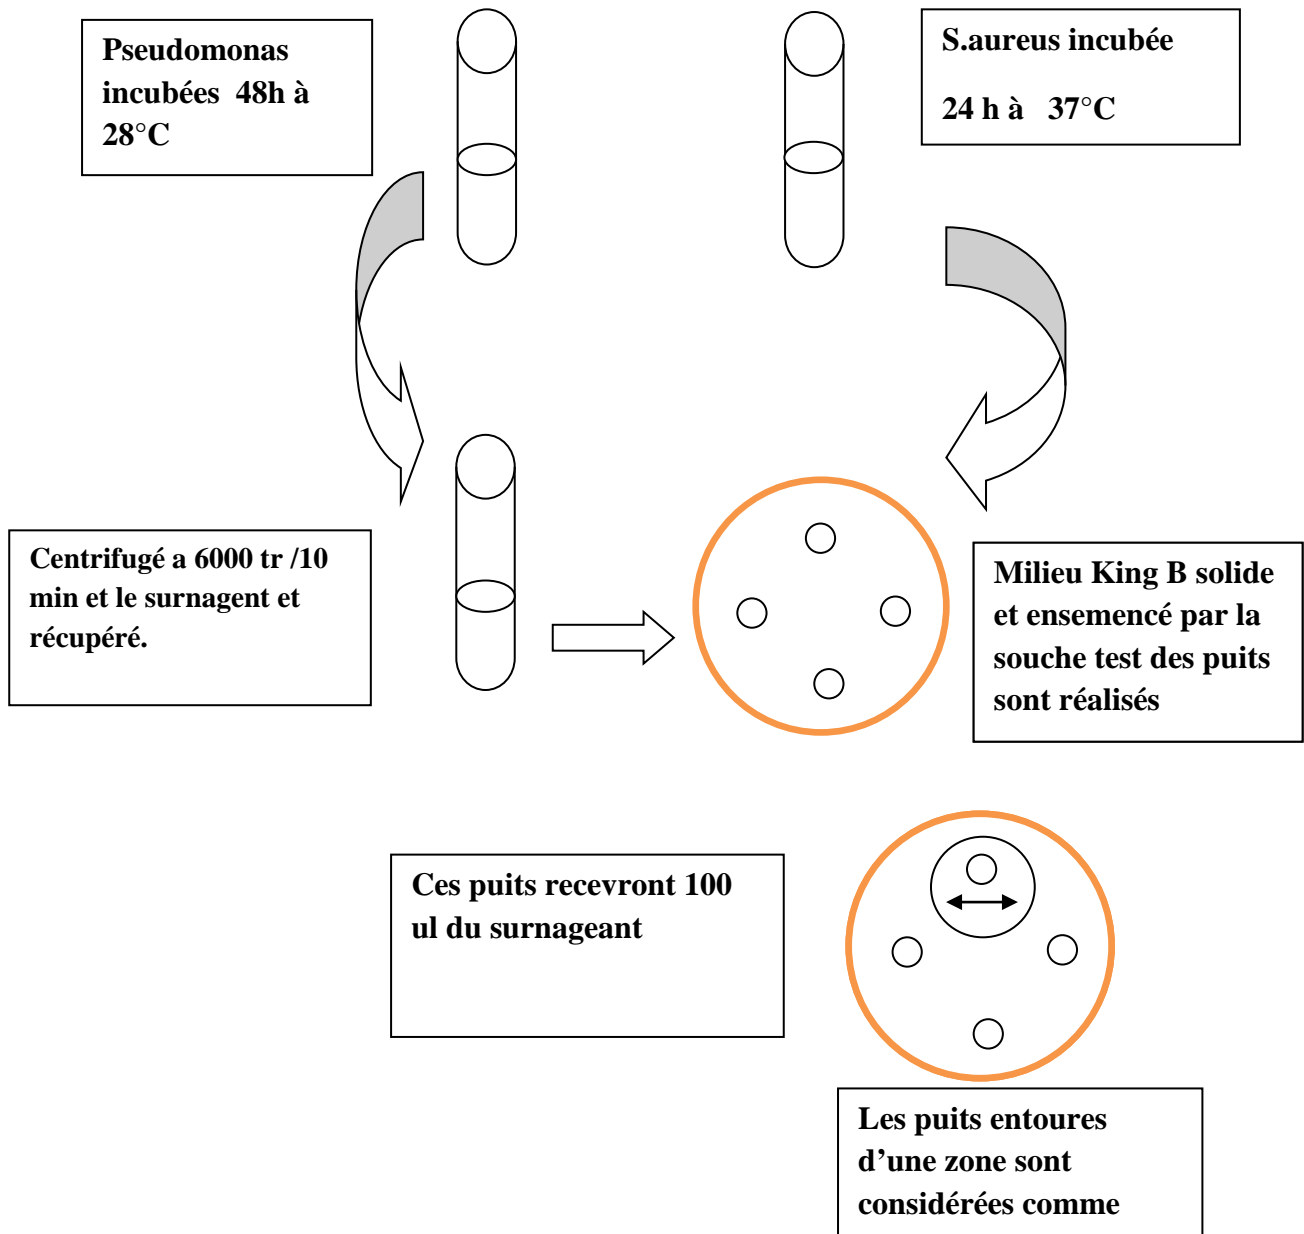 Pseudomonas
incubées 48h à
28°C
S.aureus incubée
24 h à 37°C
Centrifugé a 6000 tr /10
min et le surnagent et
récupéré.
Milieu King B solide
et ensemencé par la
souche test des puits
sont réalisés
Ces puits recevront 100
ul du surnageant
Les puits entoures
d’une zone sont
considérées comme